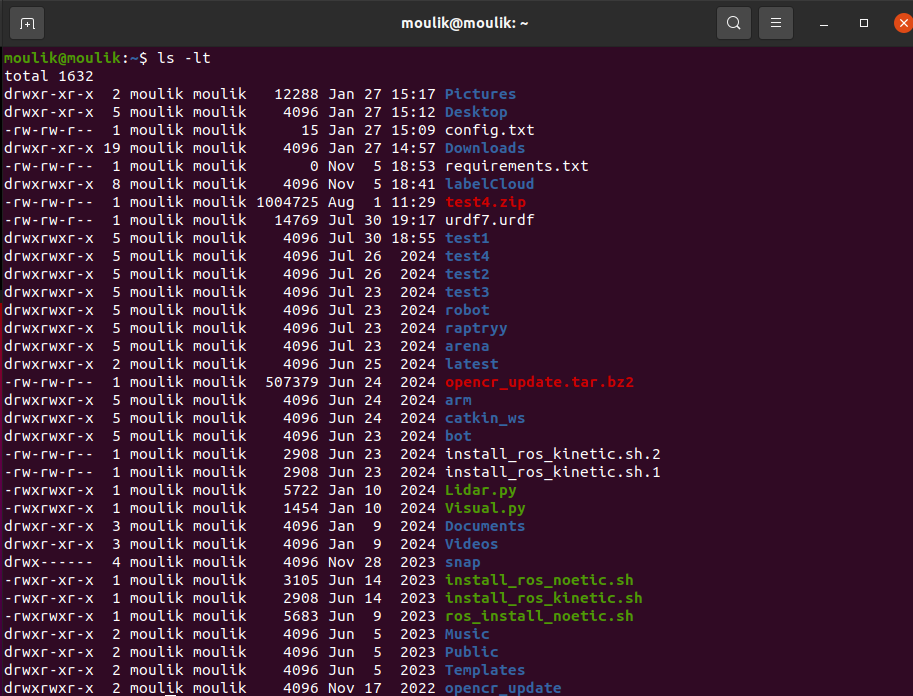 moulik@moulik: ~
moulik@moulik:~$ ls -lt
total 1632
drwxr-xr-x  2 moulik moulik   12288 Jan 27 15:17 Pictures
drwxr-xr-x  5 moulik moulik    4096 Jan 27 15:12 Desktop
-rw-rw-r--  1 moulik moulik      15 Jan 27 15:09 config.txt
drwxr-xr-x 19 moulik moulik    4096 Jan 27 14:57 Downloads
-rw-rw-r--  1 moulik moulik       0 Nov  5 18:53 requirements.txt
drwxrwxr-x  8 moulik moulik    4096 Nov  5 18:41 labelCloud
-rw-rw-r--  1 moulik moulik 1004725 Aug  1 11:29 test4.zip
-rw-rw-r--  1 moulik moulik   14769 Jul 30 19:17 urdf7.urdf
drwxrwxr-x  5 moulik moulik    4096 Jul 30 18:55 test1
drwxrwxr-x  5 moulik moulik    4096 Jul 26  2024 test4
drwxrwxr-x  5 moulik moulik    4096 Jul 26  2024 test2
drwxrwxr-x  5 moulik moulik    4096 Jul 23  2024 test3
drwxrwxr-x  5 moulik moulik    4096 Jul 23  2024 robot
drwxrwxr-x  5 moulik moulik    4096 Jul 23  2024 raptryy
drwxrwxr-x  5 moulik moulik    4096 Jul 23  2024 arena
drwxrwxr-x  2 moulik moulik    4096 Jun 25  2024 latest
-rw-rw-r--  1 moulik moulik  507379 Jun 24  2024 opencr_update.tar.bz2
drwxrwxr-x  5 moulik moulik    4096 Jun 24  2024 arm
drwxrwxr-x  5 moulik moulik    4096 Jun 24  2024 catkin_ws
drwxrwxr-x  5 moulik moulik    4096 Jun 23  2024 bot
-rw-rw-r--  1 moulik moulik    2908 Jun 23  2024 install_ros_kinetic.sh.2
-rw-rw-r--  1 moulik moulik    2908 Jun 23  2024 install_ros_kinetic.sh.1
-rwxrwxr-x  1 moulik moulik    5722 Jan 10  2024 Lidar.py
-rwxrwxr-x  1 moulik moulik    1454 Jan 10  2024 Visual.py
drwxr-xr-x  3 moulik moulik    4096 Jan  9  2024 Documents
drwxr-xr-x  3 moulik moulik    4096 Jan  9  2024 Videos
drwx------  4 moulik moulik    4096 Nov 28  2023 snap
-rwxr-xr-x  1 moulik moulik    3105 Jun 14  2023 install_ros_noetic.sh
-rwxr-xr-x  1 moulik moulik    2908 Jun 14  2023 install_ros_kinetic.sh
-rwxrwxr-x  1 moulik moulik    5683 Jun  9  2023 ros_install_noetic.sh
drwxr-xr-x  2 moulik moulik    4096 Jun  5  2023 Music
drwxr-xr-x  2 moulik moulik    4096 Jun  5  2023 Public
drwxr-xr-x  2 moulik moulik    4096 Jun  5  2023 Templates
drwxrwxr-x  2 moulik moulik    4096 Nov 17  2022 opencr_update